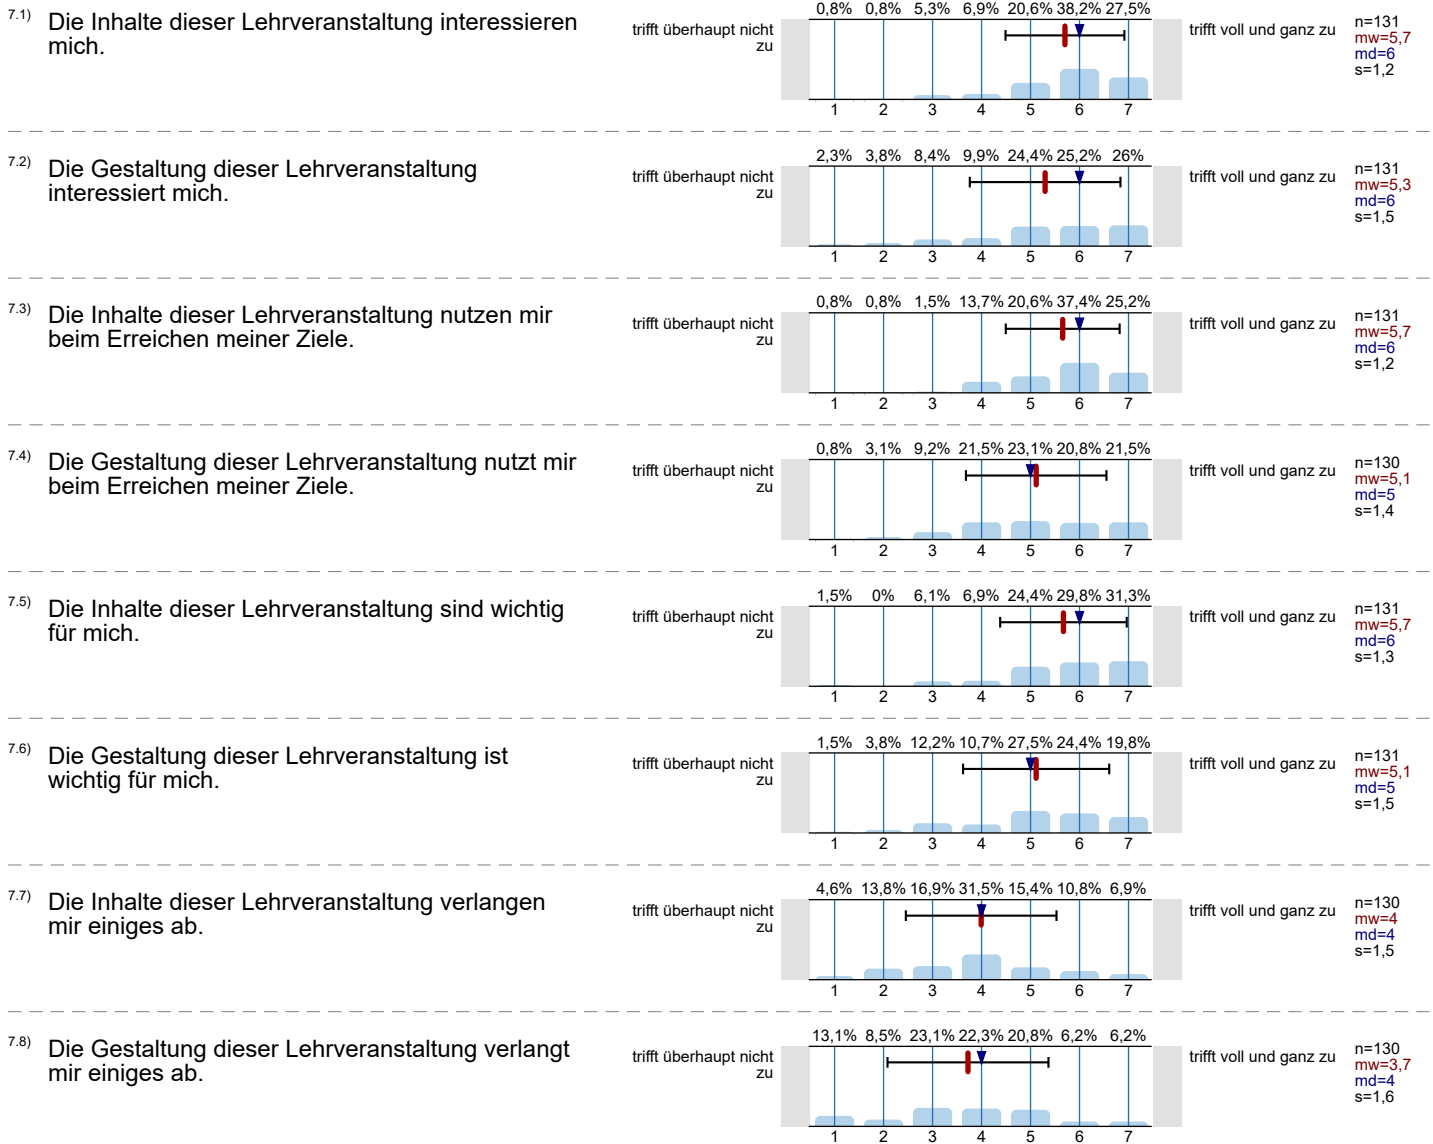 7.1) Die Inhalte dieser Lehrveranstaltung interessieren
mich.
trifft überhaupt nicht
zu
0,8% 0,8% 5,3% 6,9% 20,6% 38,2% 27,5%
1 2 3 4 5 6 7
trifft voll und ganz zu
n=131
mw=5,7
md=6
s=1,2
7.2) Die Gestaltung dieser Lehrveranstaltung
interessiert mich.
trifft überhaupt nicht
zu
2,3% 3,8% 8,4% 9,9% 24,4% 25,2% 26%
1 2 3 4 5 6 7
trifft voll und ganz zu
n=131
mw=5,3
md=6
s=1,5
7.3) Die Inhalte dieser Lehrveranstaltung nutzen mir
beim Erreichen meiner Ziele.
trifft überhaupt nicht
zu
0,8% 0,8% 1,5% 13,7% 20,6% 37,4% 25,2%
1 2 3 4 5 6 7
trifft voll und ganz zu
n=131
mw=5,7
md=6
s=1,2
7.4) Die Gestaltung dieser Lehrveranstaltung nutzt mir
beim Erreichen meiner Ziele.
trifft überhaupt nicht
zu
0,8% 3,1% 9,2% 21,5% 23,1% 20,8% 21,5%
1 2 3 4 5 6 7
trifft voll und ganz zu
n=130
mw=5,1
md=5
s=1,4
7.5) Die Inhalte dieser Lehrveranstaltung sind wichtig
für mich.
trifft überhaupt nicht
zu
1,5% 0% 6,1% 6,9% 24,4% 29,8% 31,3%
1 2 3 4 5 6 7
trifft voll und ganz zu
n=131
mw=5,7
md=6
s=1,3
7.6) Die Gestaltung dieser Lehrveranstaltung ist
wichtig für mich.
trifft überhaupt nicht
zu
1,5% 3,8% 12,2% 10,7% 27,5% 24,4% 19,8%
1 2 3 4 5 6 7
trifft voll und ganz zu
n=131
mw=5,1
md=5
s=1,5
7.7) Die Inhalte dieser Lehrveranstaltung verlangen
mir einiges ab.
trifft überhaupt nicht
zu
4,6% 13,8% 16,9% 31,5% 15,4% 10,8% 6,9%
1 2 3 4 5 6 7
trifft voll und ganz zu
n=130
mw=4
md=4
s=1,5
7.8) Die Gestaltung dieser Lehrveranstaltung verlangt
mir einiges ab.
trifft überhaupt nicht
zu
13,1% 8,5% 23,1% 22,3% 20,8% 6,2% 6,2%
1 2 3 4 5 6 7
trifft voll und ganz zu
n=130
mw=3,7
md=4
s=1,6